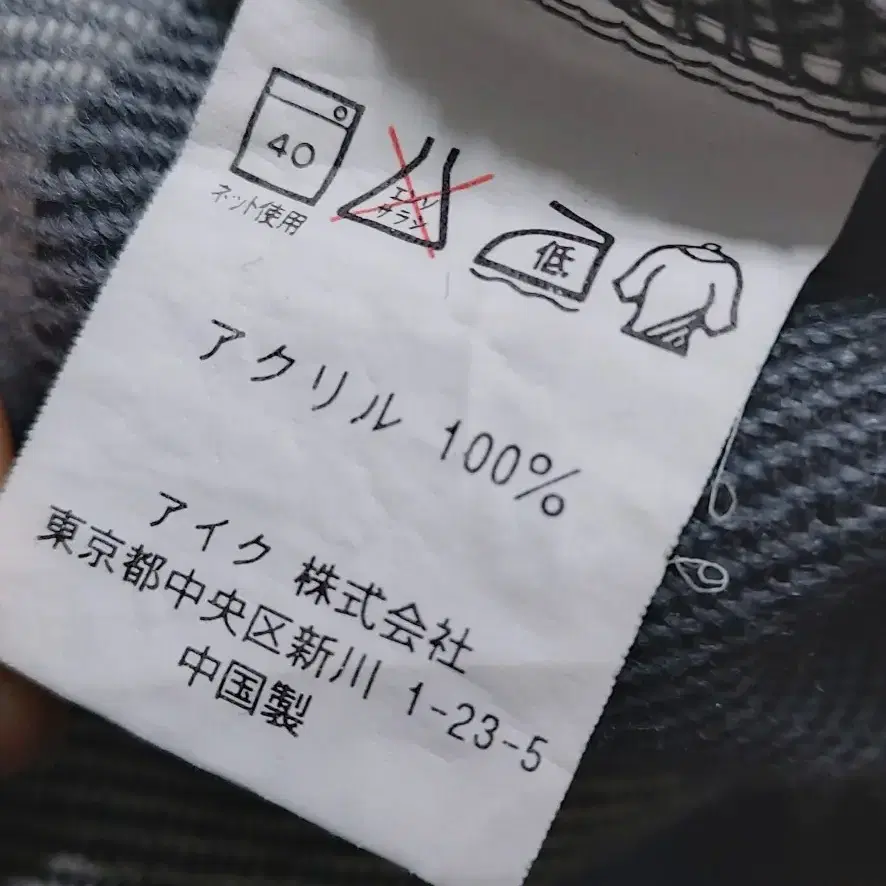 40
ネット使用
エンソ
サラシ
低
アクリル 100%
アイク 株式会社
東京都中央区新川 1-23-5
中国製